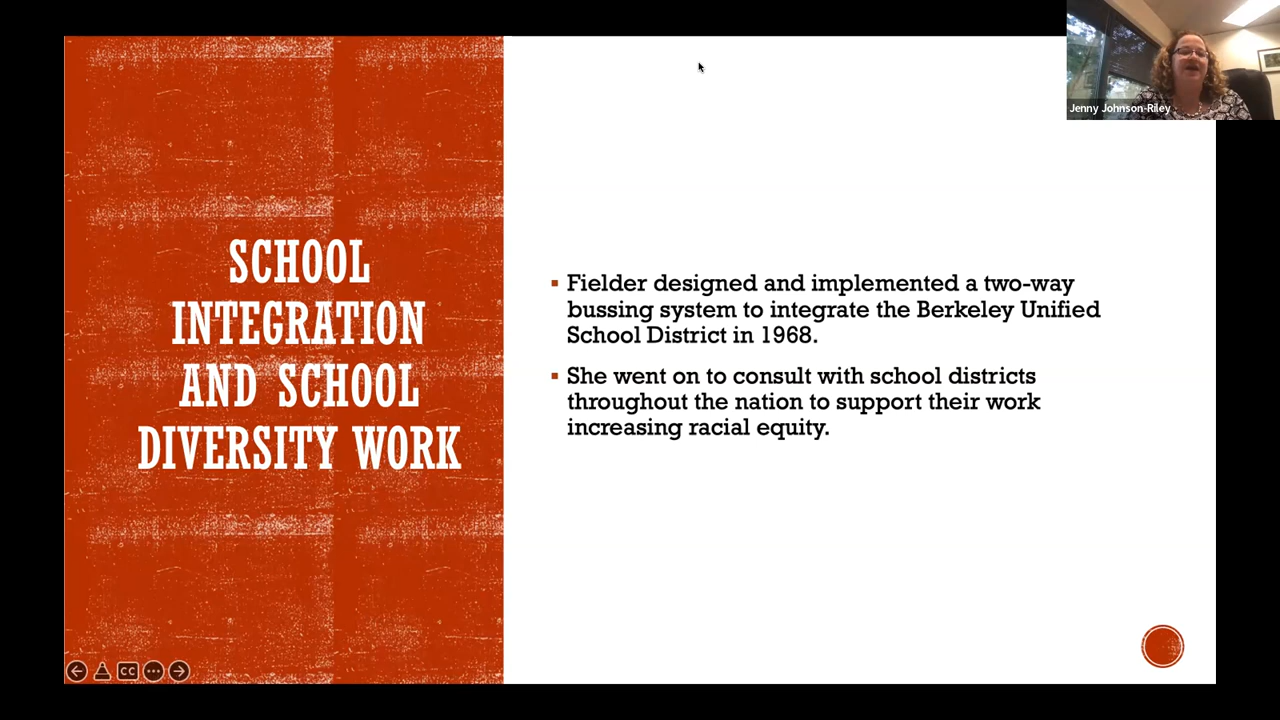 SCHOOL
INTEGRATION
AND SCHOOL
DIVERSITY WORK
Fielder designed and implemented a two-way
bussing system to integrate the Berkeley Unified
School District in 1968.
She went on to consult with school districts
throughout the nation to support their work
increasing racial equity.
Jenny Johnson-Riley
CC